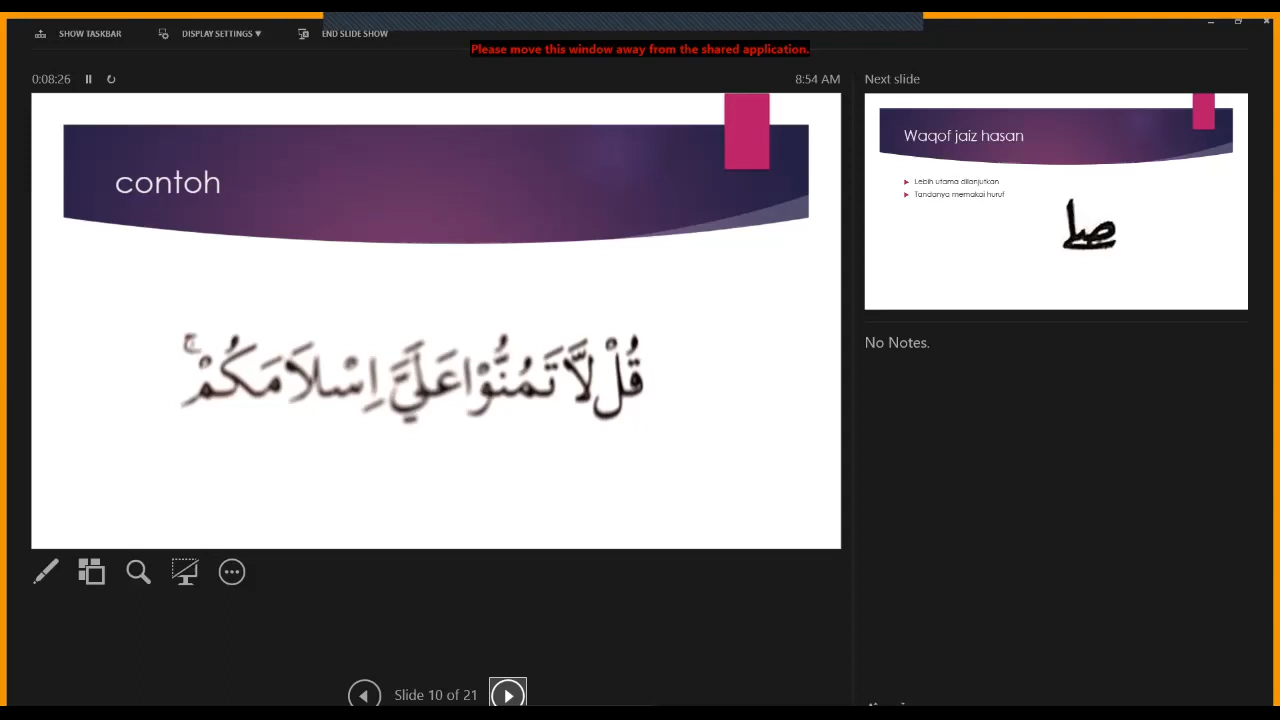 SHOW TASKBAR
DISPLAY SETTINGS ▼
END SLIDE SHOW
Please move this window away from the shared application.
0:08:26
8:54 AM
contoh
قُلْ لَّا تَمُنُّوْا عَلَيَّ اِسْلَامَكُمْ ۚ
Next slide
Waqof jaiz hasan
Lebih utama dilanjutkan
Tandanya memakai huruf
صلے
No Notes.
Slide 10 of 21